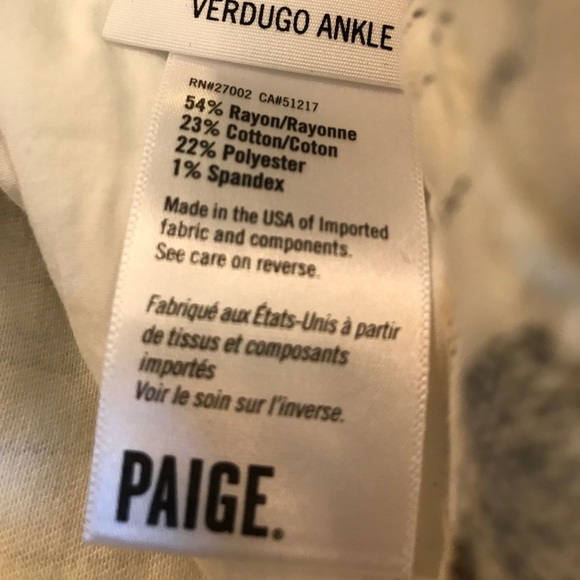 VERDUGO ANKLE
RN#27002 CA#51217
54% Rayon/Rayonne
23% Cotton/Coton
22% Polyester
1% Spandex
Made in the USA of Imported
fabric and components.
See care on reverse.
Fabriqué aux États-Unis à partir
de tissus et composants
importés
Voir le soin sur l'inverse.
PAIGE®